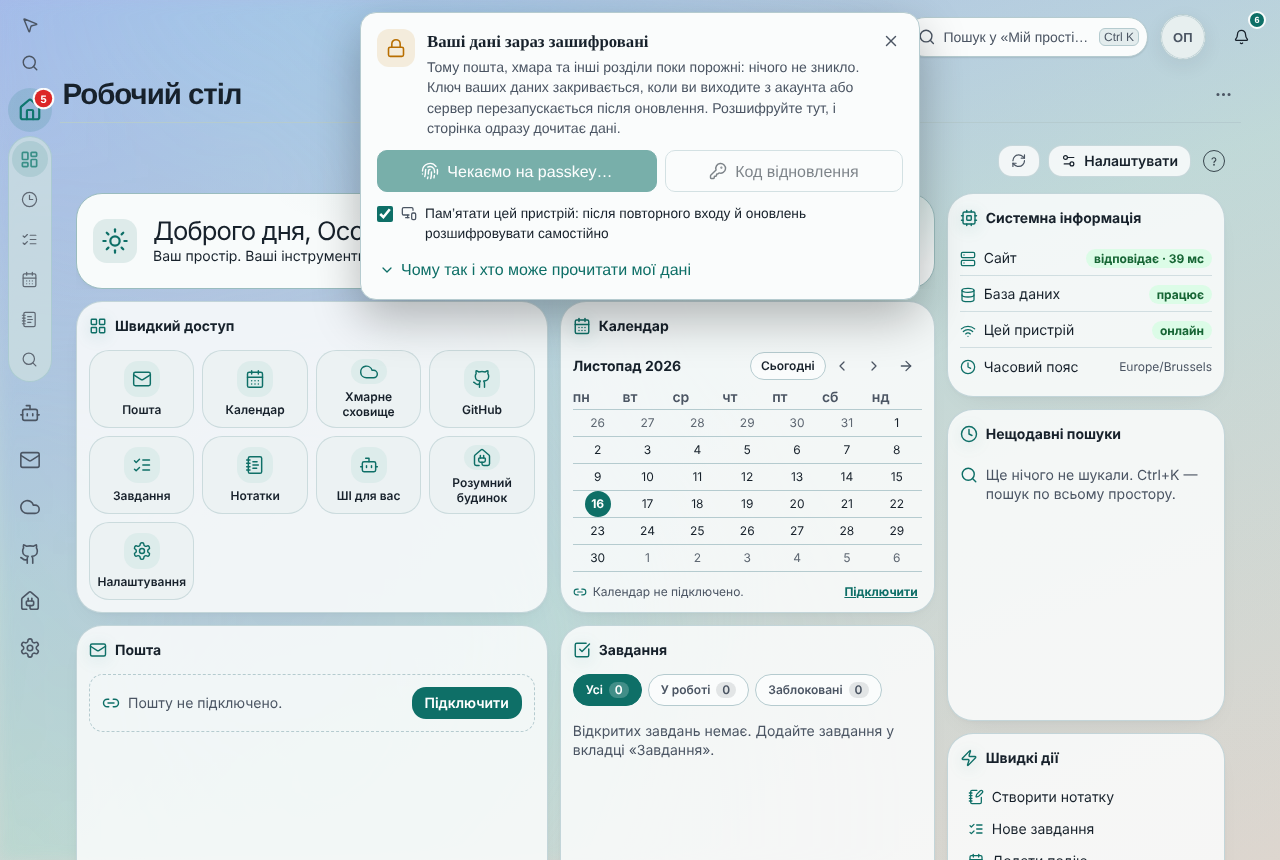 Ваші дані зараз зашифровані
Тому пошта, хмара та інші розділи поки порожні: нічого не зникло.
Ключ ваших даних закривається, коли ви виходите з акаунта або
сервер перезапускається після оновлення. Розшифруйте тут, і
сторінка одразу дочитає дані.
Чекаємо на passkey…
Код відновлення
Пам'ятати цей пристрій: після повторного входу й оновлень
розшифровувати самостійно
Чому так і хто може прочитати мої дані
Пошук у «Мій прості…
Ctrl K
ОП
6
5
Робочий стіл
Налаштувати
?
Доброго дня, Осо
Ваш простір. Ваші інструменти
Швидкий доступ
Пошта
Календар
Хмарне
сховище
GitHub
Завдання
Нотатки
ШІ для вас
Розумний
будинок
Налаштування
Календар
Листопад 2026
Сьогодні
пн вт ср чт пт сб нд
26 27 28 29 30 31 1
2 3 4 5 6 7 8
9 10 11 12 13 14 15
16 17 18 19 20 21 22
23 24 25 26 27 28 29
30 1 2 3 4 5 6
Календар не підключено.
Підключити
Системна інформація
Сайт
відповідає · 39 мс
База даних
працює
Цей пристрій
онлайн
Часовий пояс
Europe/Brussels
Нещодавні пошуки
Ще нічого не шукали. Ctrl+K —
пошук по всьому простору.
Пошта
Пошту не підключено.
Підключити
Завдання
Усі 0
У роботі 0
Заблоковані 0
Відкритих завдань немає. Додайте завдання у
вкладці «Завдання».
Швидкі дії
Створити нотатку
Нове завдання
Додати подію